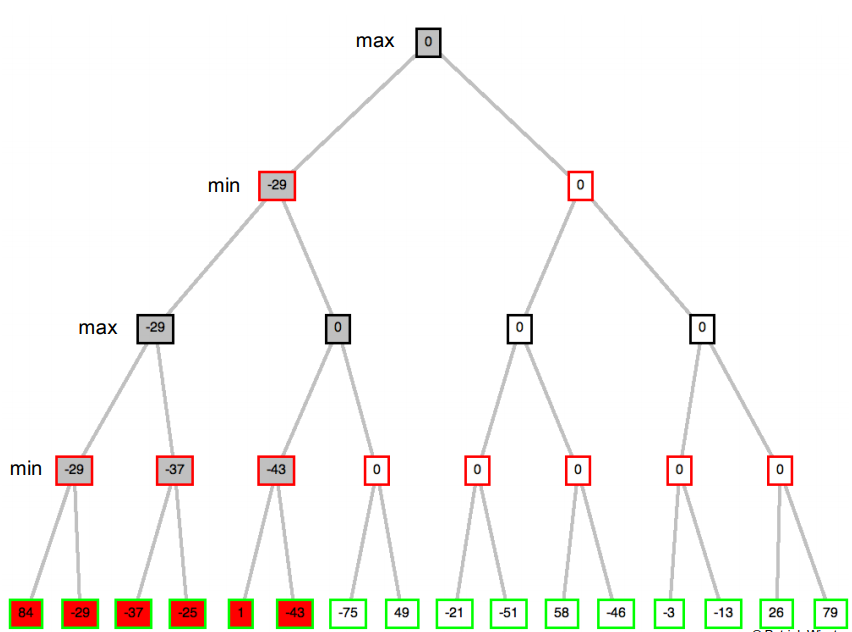 max 0
min -29 0
max -29 0 0 0
min -29 -37 -43 0 0 0 0 0
84 -29 -37 -25 1 -43 -75 49 -21 -51 58 -46 -3 -13 26 79